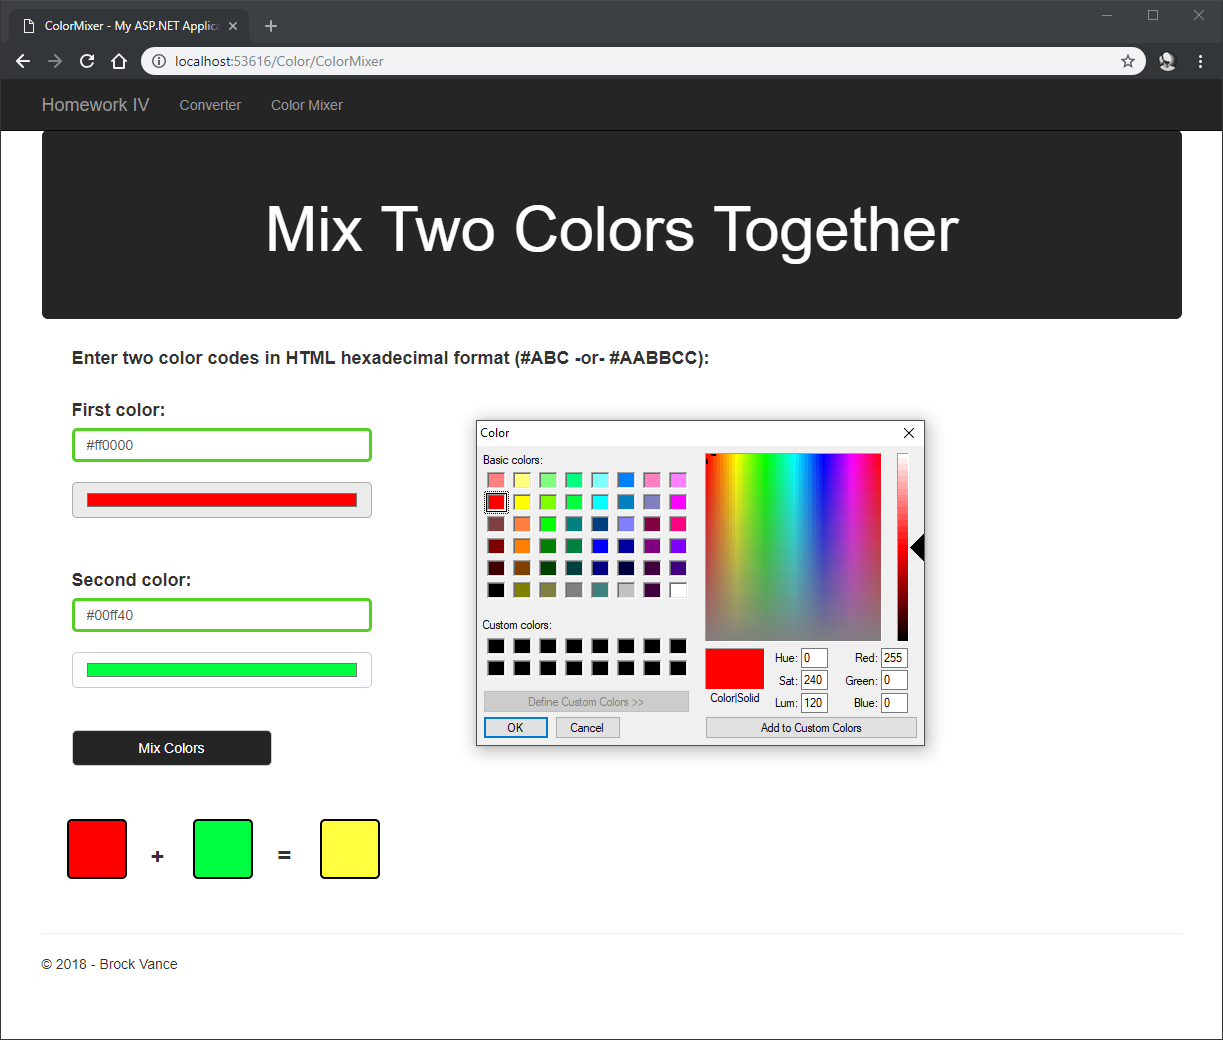 ColorMixer - My ASP.NET Applica
localhost:53616/Color/ColorMixer
Homework IV Converter Color Mixer
Mix Two Colors Together
Enter two color codes in HTML hexadecimal format (#ABC -or- #AABBCC):
First color:
#ff0000
Second color:
#00ff40
Mix Colors
+ =
Color
Basic colors:
Custom colors:
Define Custom Colors >>
OK Cancel
Color|Solid
Hue: 0 Red: 255
Sat: 240 Green: 0
Lum: 120 Blue: 0
Add to Custom Colors
© 2018 - Brock Vance